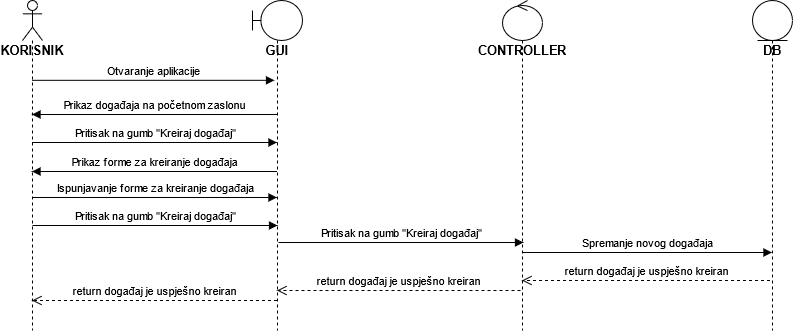 KORISNIK
GUI
CONTROLLER
DB
Otvaranje aplikacije
Prikaz događaja na početnom zaslonu
Pritisak na gumb "Kreiraj događaj"
Prikaz forme za kreiranje događaja
Ispunjavanje forme za kreiranje događaja
Pritisak na gumb "Kreiraj događaj"
Pritisak na gumb "Kreiraj događaj"
Spremanje novog događaja
return događaj je uspješno kreiran
return događaj je uspješno kreiran
return događaj je uspješno kreiran